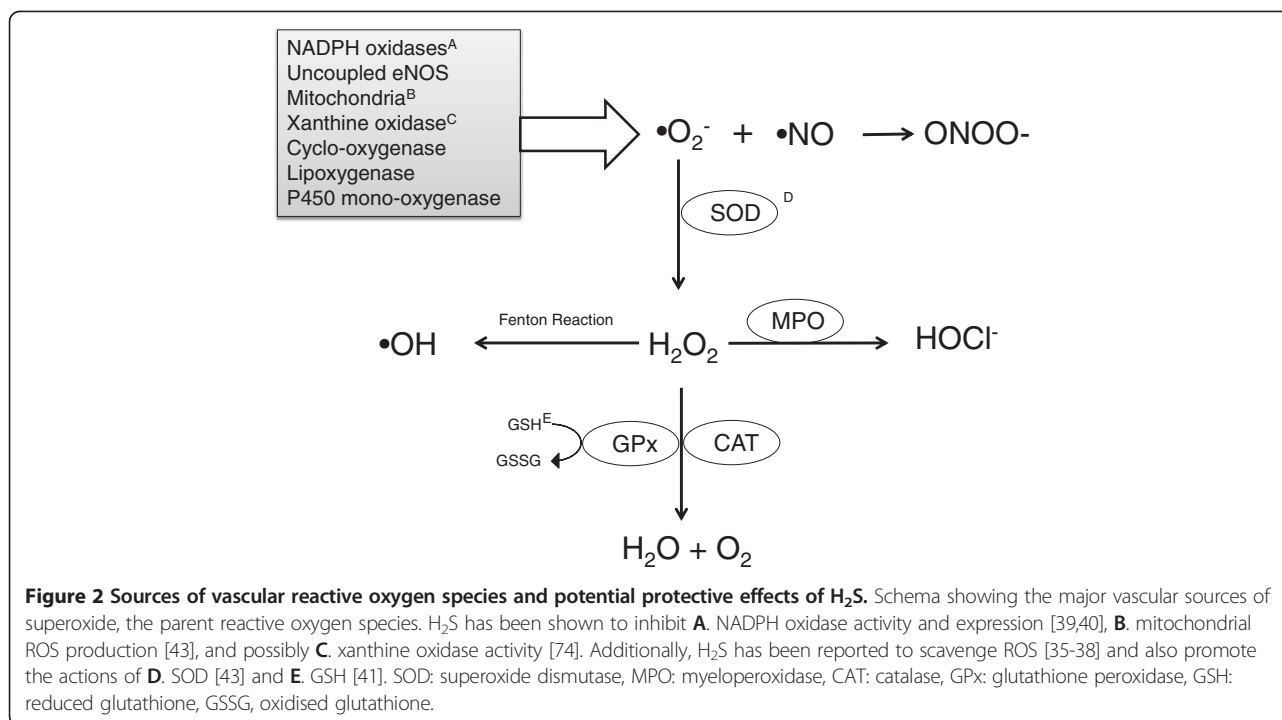 NADPH oxidasesᴬ
Uncoupled eNOS
Mitochondriaᴮ
Xanthine oxidaseᶜ
Cyclo-oxygenase
Lipoxygenase
P450 mono-oxygenase
•O₂⁻ + •NO ONOO-
SOD D
Fenton Reaction
MPO
•OH H₂O₂ HOCl⁻
GSHᴱ
GPx CAT
GSSG
H₂O + O₂
Figure 2 Sources of vascular reactive oxygen species and potential protective effects of H₂S. Schema showing the major vascular sources of
superoxide, the parent reactive oxygen species. H₂S has been shown to inhibit A. NADPH oxidase activity and expression [39,40], B. mitochondrial
ROS production [43], and possibly C. xanthine oxidase activity [74]. Additionally, H₂S has been reported to scavenge ROS [35-38] and also promote
the actions of D. SOD [43] and E. GSH [41]. SOD: superoxide dismutase, MPO: myeloperoxidase, CAT: catalase, GPx: glutathione peroxidase, GSH:
reduced glutathione, GSSG, oxidised glutathione.